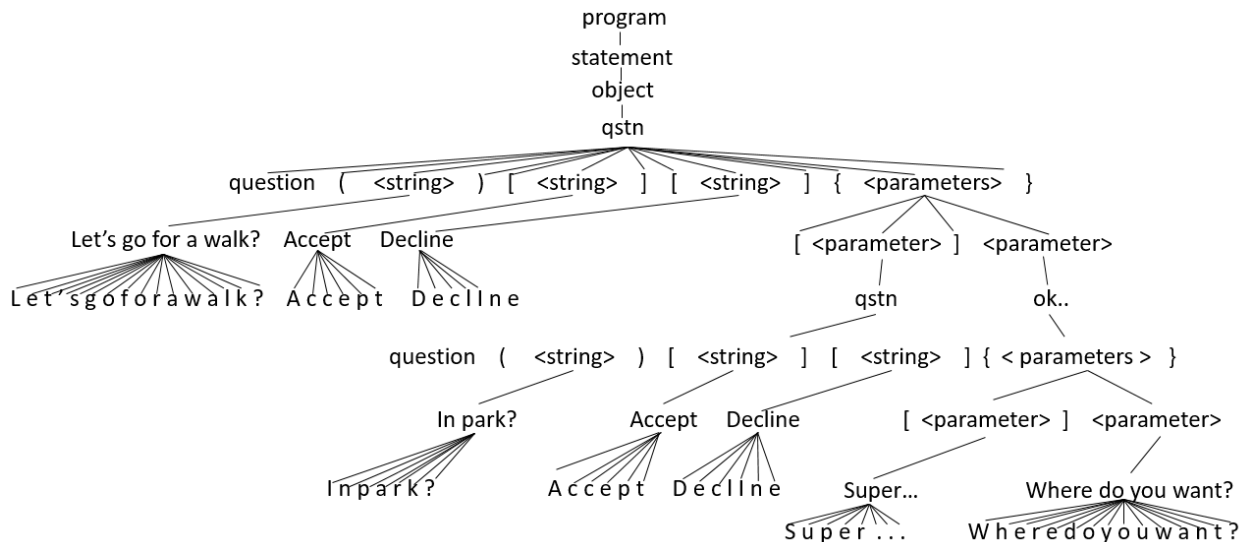 program
statement
object
qstn
question ( <string> ) [ <string> ] [ <string> ] { <parameters> }
Let's go for a walk? Accept Decline [ <parameter> ] <parameter>
L e t ' s g o f o r a w a l k ? A c c e p t D e c l I n e
qstn ok..
question ( <string> ) [ <string> ] [ <string> ] { < parameters > }
In park? Accept Decline [ <parameter> ] <parameter>
I n p a r k ? A c c e p t D e c l I n e Super... Where do you want?
S u p e r . . . W h e r e d o y o u w a n t ?